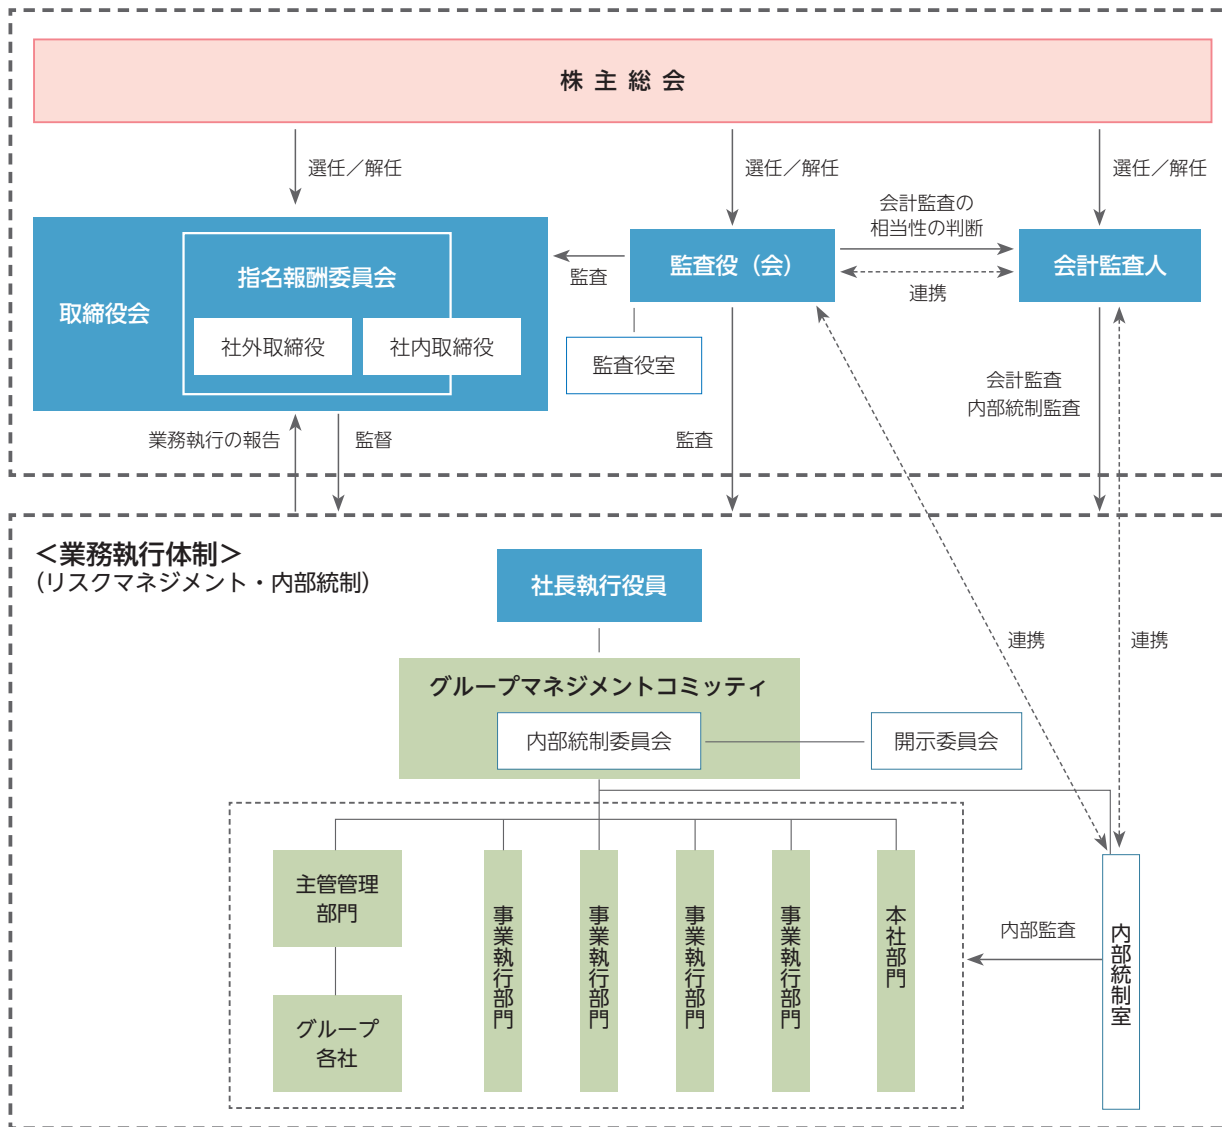 株主総会
選任／解任
選任／解任
選任／解任
会計監査の
相当性の判断
取締役会
指名報酬委員会
社外取締役
社内取締役
監査
監査役（会）
連携
会計監査人
監査役室
会計監査
内部統制監査
業務執行の報告
監督
監査
＜業務執行体制＞
(リスクマネジメント・内部統制)
社長執行役員
連携
連携
グループマネジメントコミッティ
内部統制委員会
開示委員会
主管管理
部門
グループ
各社
事業執行部門
事業執行部門
事業執行部門
事業執行部門
本社部門
内部監査
内部統制室